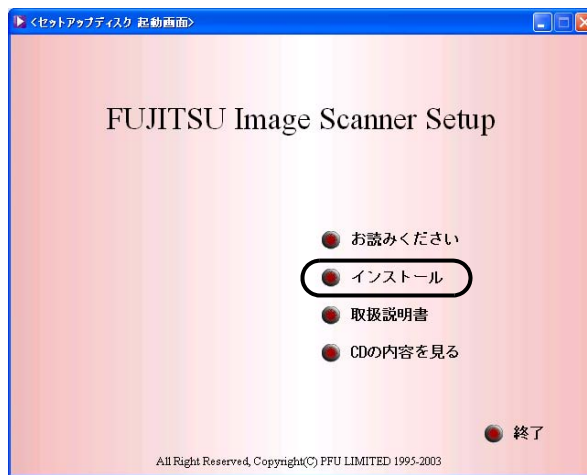 <セットアップディスク 起動画面>
FUJITSU Image Scanner Setup
お読みください
インストール
取扱説明書
CDの内容を見る
終了
All Right Reserved, Copyright(C) PFU LIMITED 1995-2003